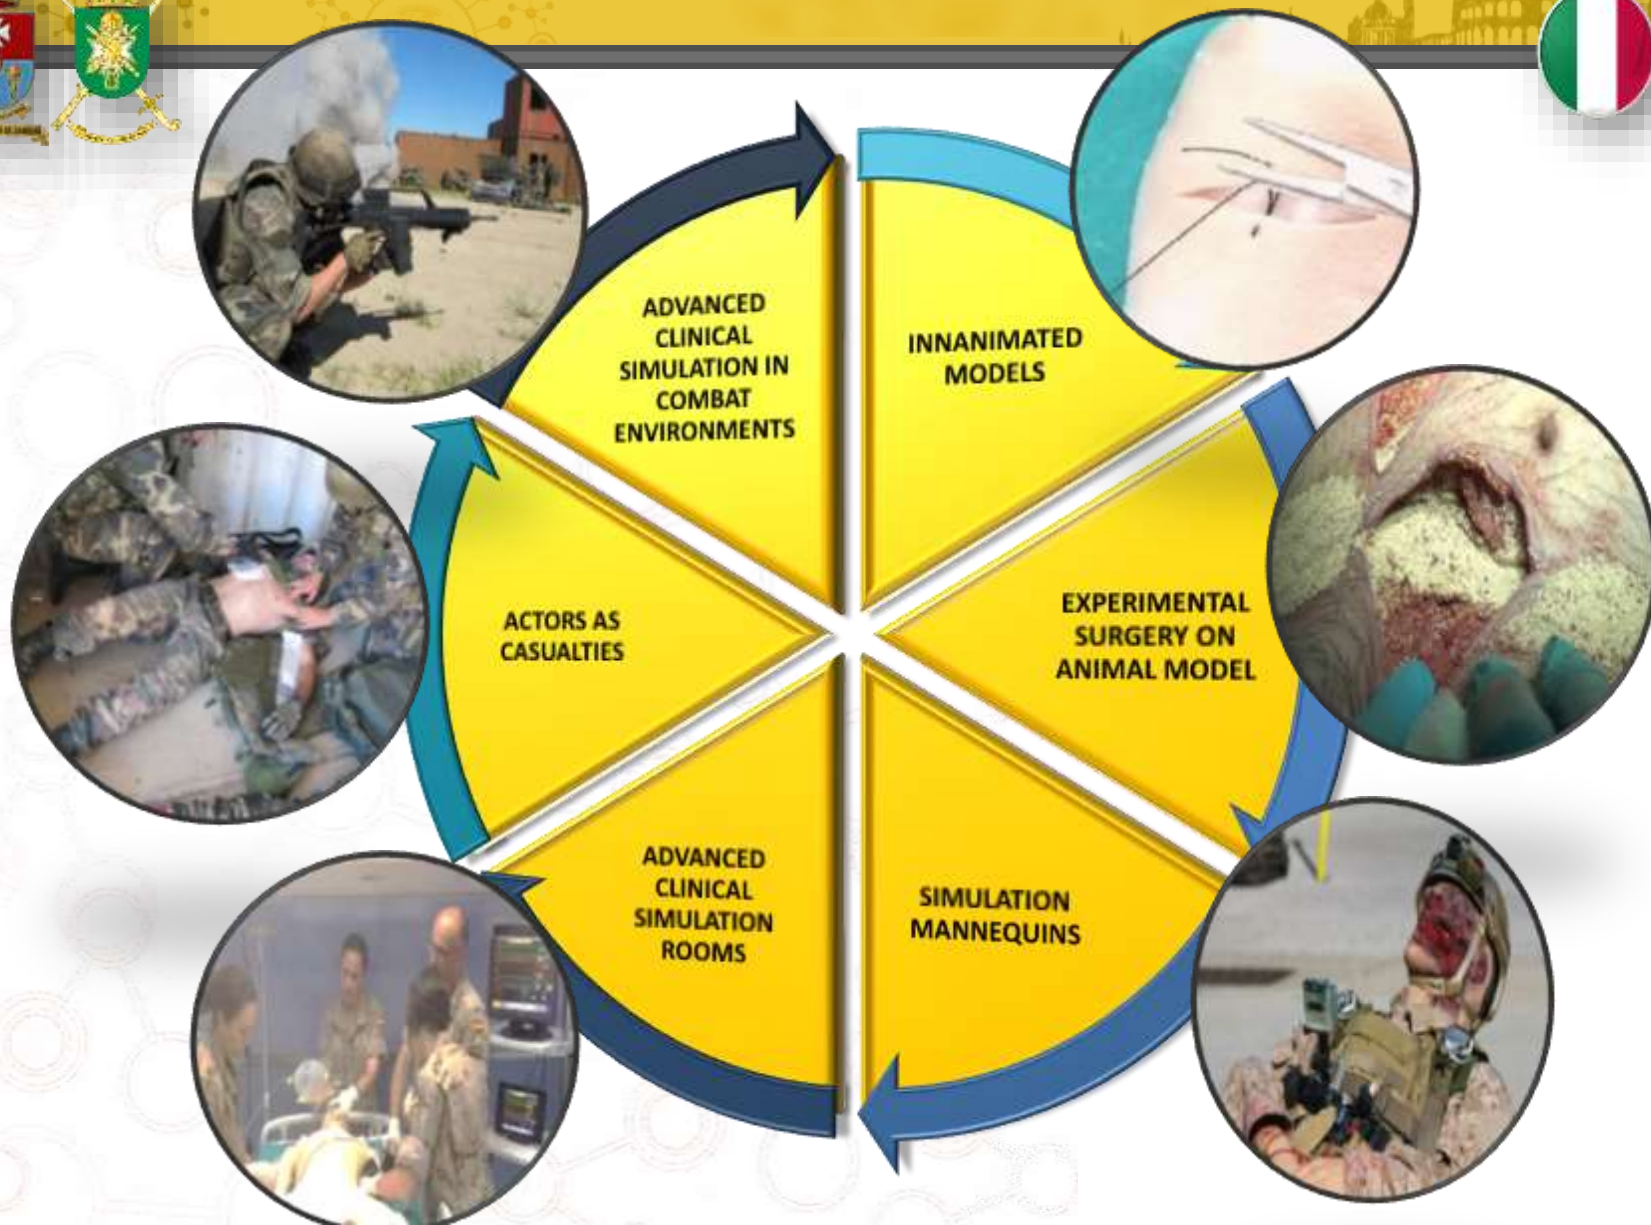 ADVANCED
CLINICAL
SIMULATION IN
COMBAT
ENVIRONMENTS
INNANIMATED
MODELS
EXPERIMENTAL
SURGERY ON
ANIMAL MODEL
SIMULATION
MANNEQUINS
ADVANCED
CLINICAL
SIMULATION
ROOMS
ACTORS AS
CASUALTIES